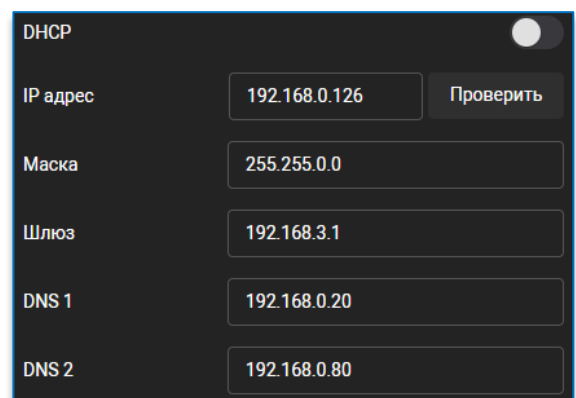 DHCP
IP адрес 192.168.0.126 Проверить
Маска 255.255.0.0
Шлюз 192.168.3.1
DNS 1 192.168.0.20
DNS 2 192.168.0.80